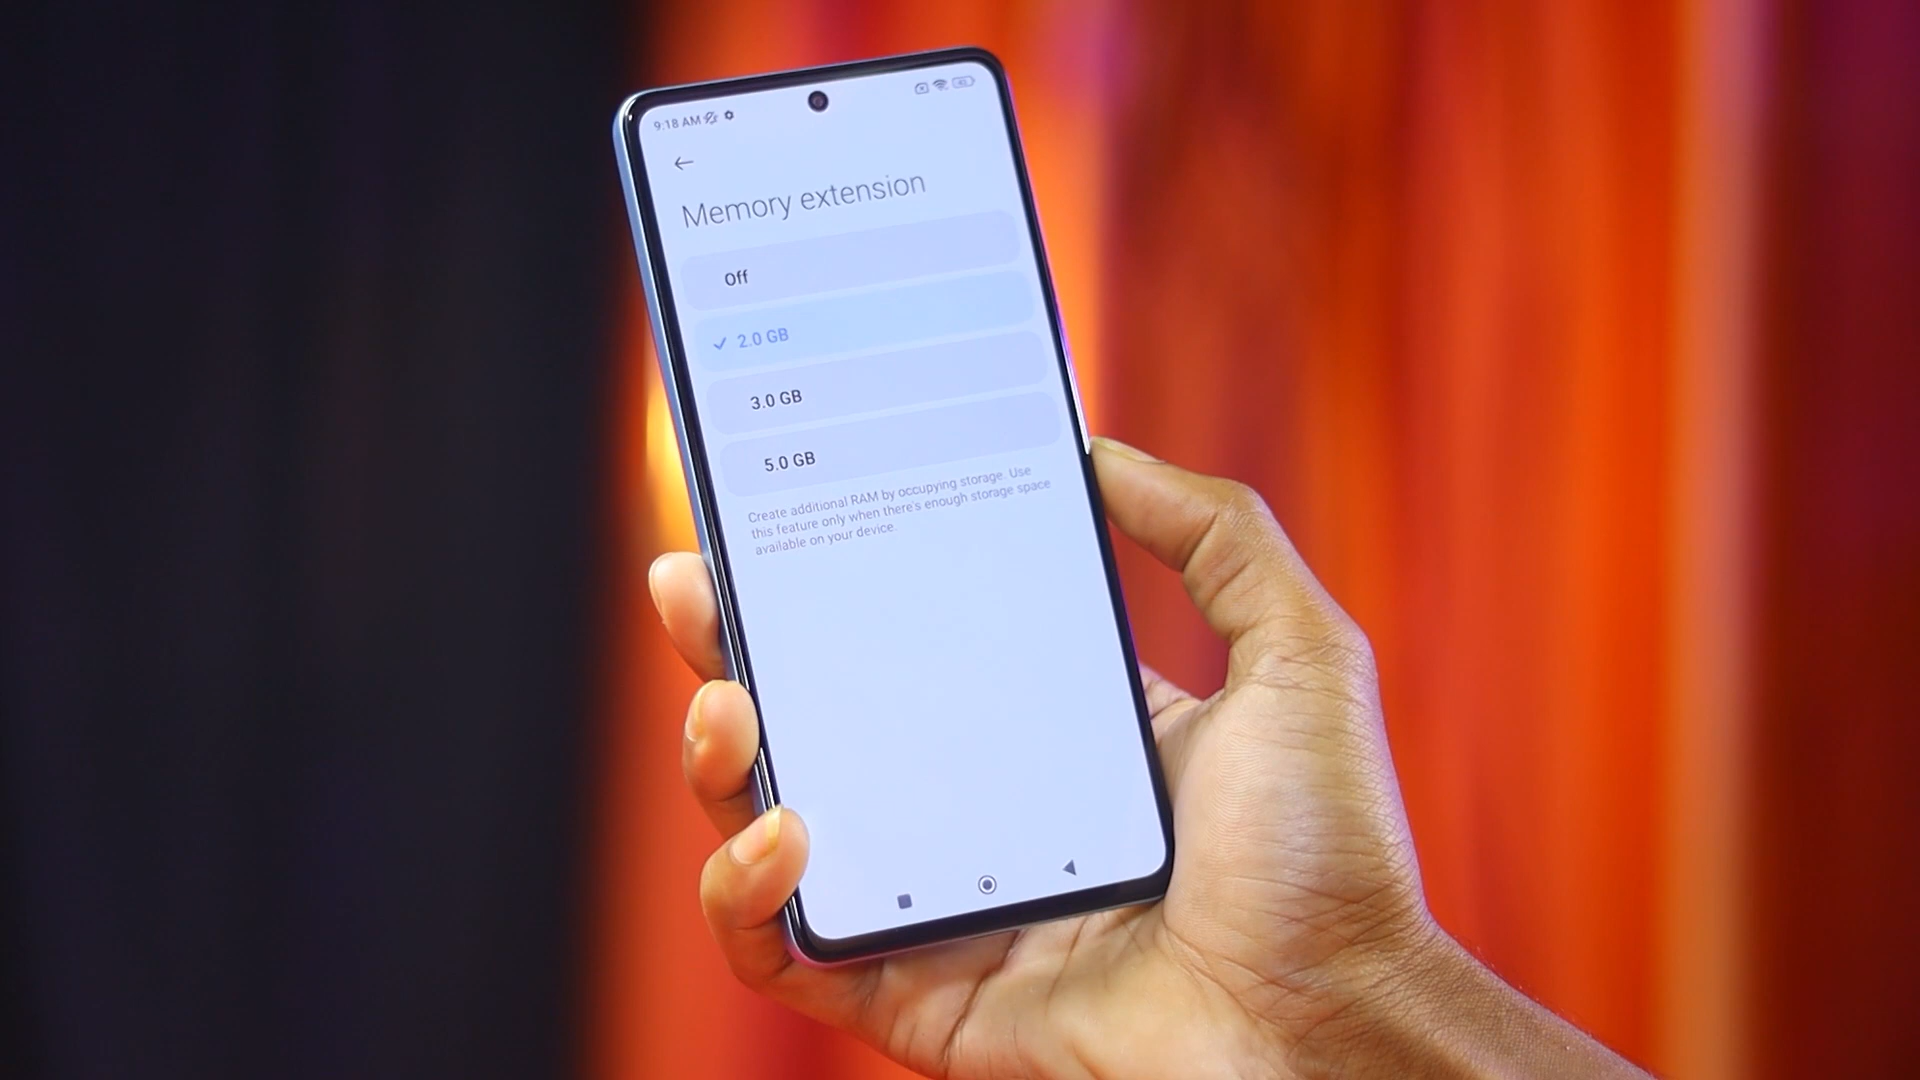 9:18 AM
Memory extension
Off
2.0 GB
3.0 GB
5.0 GB
Create additional RAM by occupying storage. Use
this feature only when there's enough storage space
available on your device.